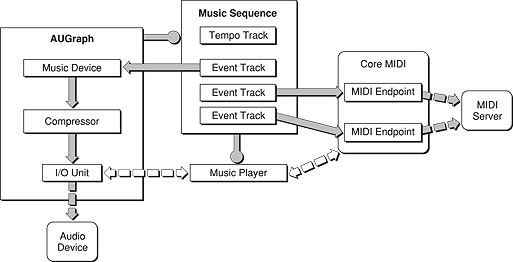 Music Sequence
AUGraph
Tempo Track
Music Device
Event Track
Event Track
Event Track
Compressor
I/O Unit
Music Player
Audio
Device
Core MIDI
MIDI Endpoint
MIDI Endpoint
MIDI
Server